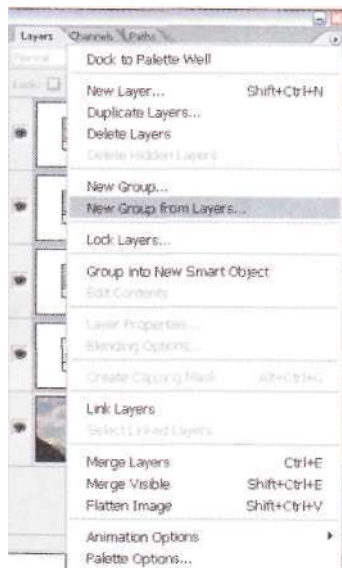 Layers Channels Paths
Normal
Lock:
Dock to Palette Well
New Layer... Shift+Ctrl+N
Duplicate Layers...
Delete Layers
Delete Hidden Layers
New Group...
New Group from Layers...
Lock Layers...
Group into New Smart Object
Edit Contents
Layer Properties...
Blending Options...
Create Clipping Mask Alt+Ctrl+G
Link Layers
Select Linked Layers
Merge Layers Ctrl+E
Merge Visible Shift+Ctrl+E
Flatten Image Shift+Ctrl+V
Animation Options
Palette Options...